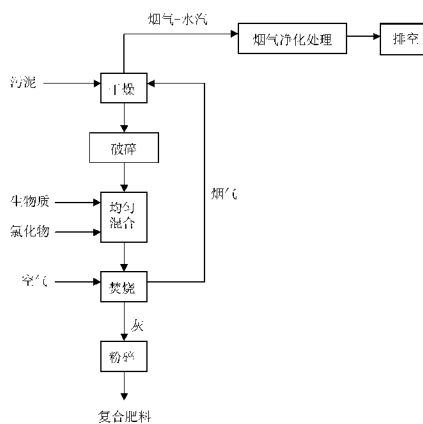 烟气+水汽
烟气净化处理
排空
污泥
干燥
破碎
烟气
生物质
均匀
混合
氯化物
空气
焚烧
灰
粉碎
复合肥料